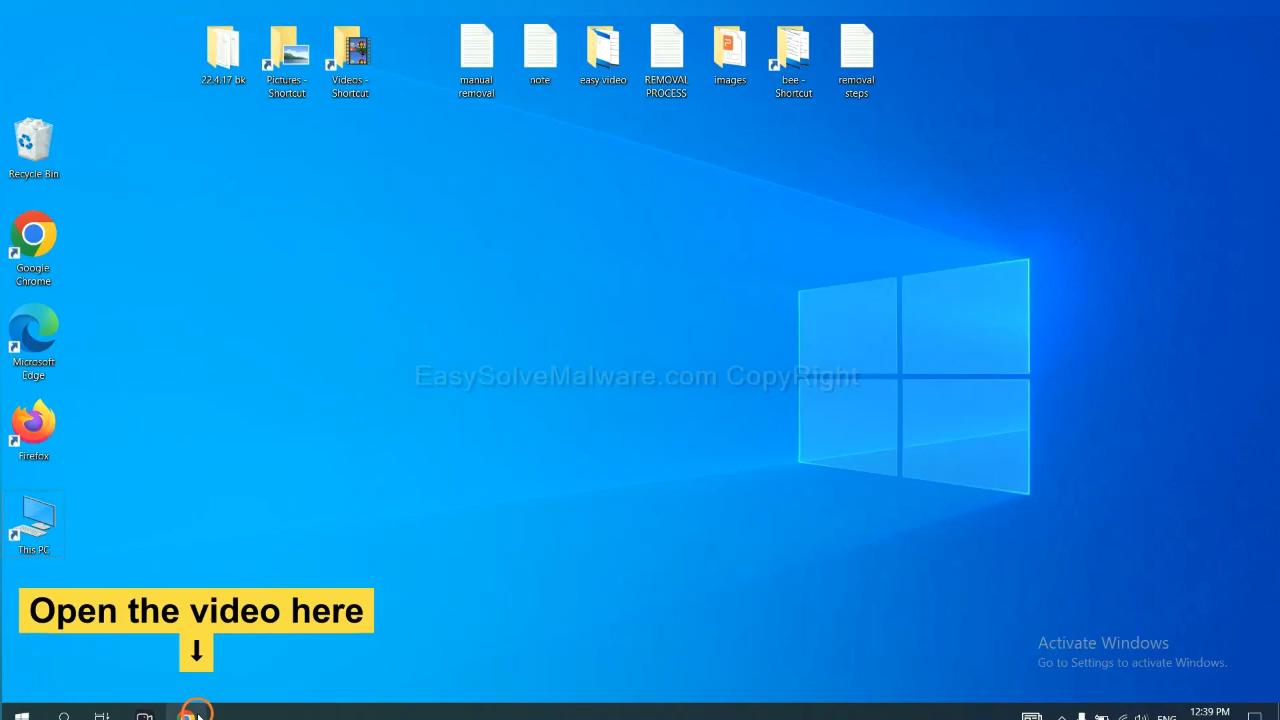 22.4.17 bk
Pictures -
Shortcut
Videos -
Shortcut
manual
removal
note
easy video
REMOVAL
PROCESS
images
bee -
Shortcut
removal
steps
Recycle Bin
Google
Chrome
Microsoft
Edge
Firefox
This PC
EasySolveMalware.com CopyRight
Open the video here
Activate Windows
Go to Settings to activate Windows.
ENG
12:39 PM